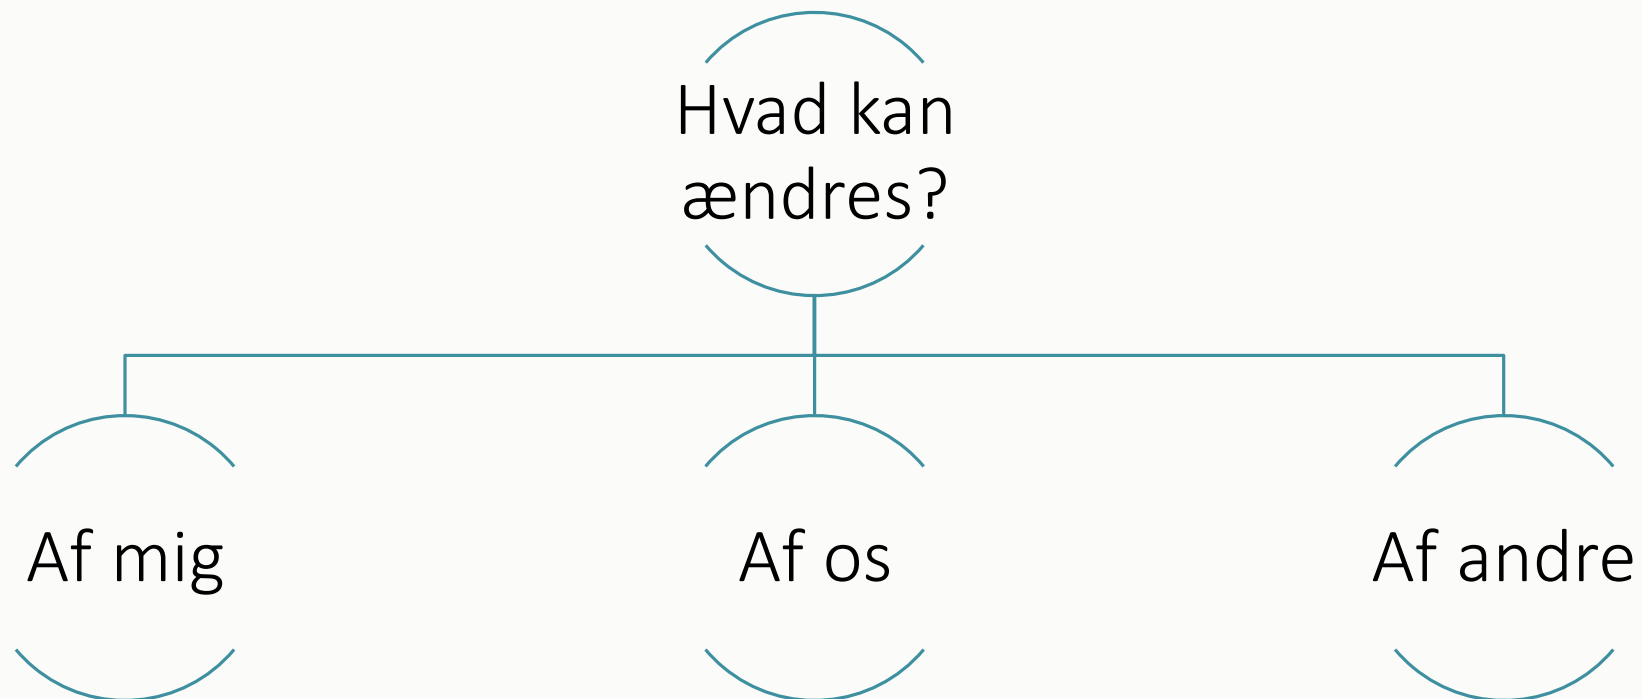 Hvad kan
ændres?
Af mig
Af os
Af andre